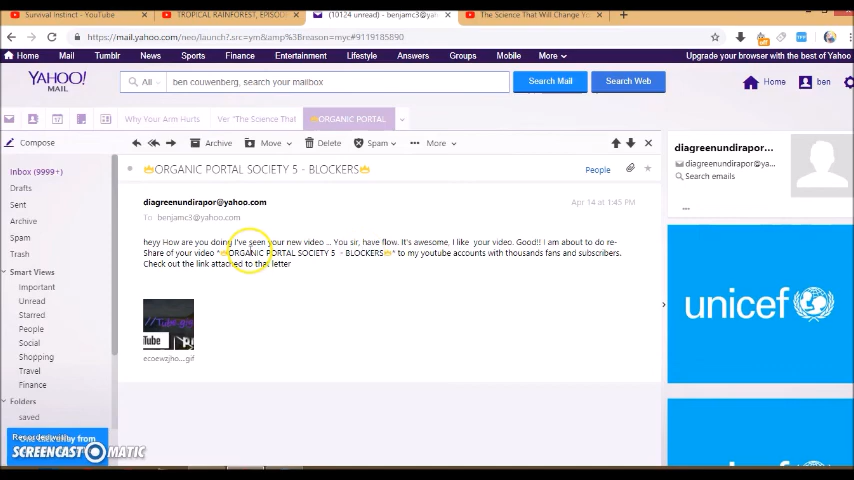 Survival Instinct - YouTube
TROPICAL RAINFOREST, EPISO
(10124 unread) - benjamc3@ya
The Science That Will Change Y
https://mail.yahoo.com/neo/launch?.src=ym&amp%3Breason=myc#9119185890
Home Mail Tumblr News Sports Finance Entertainment Lifestyle Answers Groups Mobile More
Upgrade your browser with the best of Yahoo
YAHOO!
MAIL
All ben couwenberg, search your mailbox
Search Mail
Search Web
Home ben
Why Your Arm Hurts
Ver "The Science That
ORGANIC PORTAL
Compose
Archive Move Delete Spam More
Inbox (9999+)
Drafts
Sent
Archive
Spam
Trash
Smart Views
Important
Unread
Starred
People
Social
Shopping
Travel
Finance
Folders
saved
👑ORGANIC PORTAL SOCIETY 5 - BLOCKERS👑
People
diagreenundirapor@yahoo.com
Apr 14 at 1:45 PM
To benjamc3@yahoo.com
heyy How are you doing I've seen your new video ... You sir, have flow. It's awesome, I like your video. Good!! I am about to do re-
Share of your video "👑ORGANIC PORTAL SOCIETY 5 - BLOCKERS👑" to my youtube accounts with thousands fans and subscribers.
Check out the link attached to that letter
Tube
ecoewzjho....gif
diagreenundirapor...
diagreenundirapor@ya...
Search emails
unicef
Recorded with
SCREENCAST MATIC